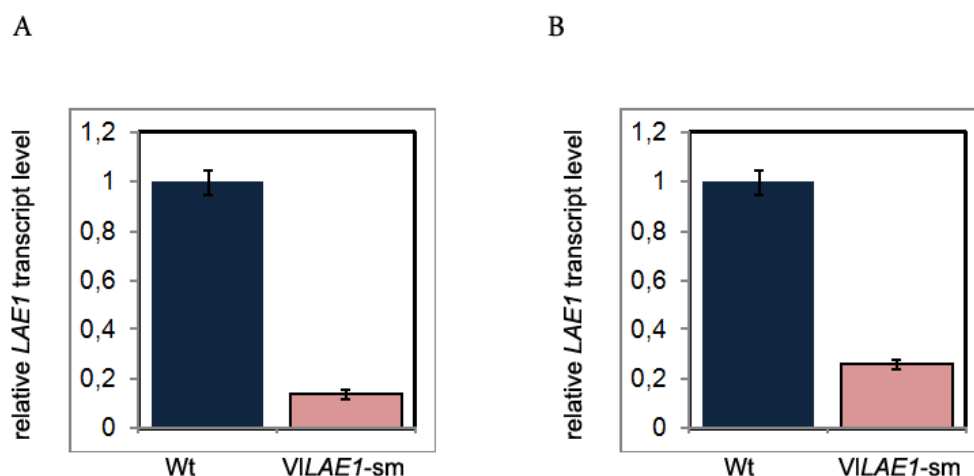 A
B
relative LAE1 transcript level
1,2
1
0,8
0,6
0,4
0,2
0
Wt
VlLAE1-sm
relative LAE1 transcript level
1,2
1
0,8
0,6
0,4
0,2
0
Wt
VlLAE1-sm